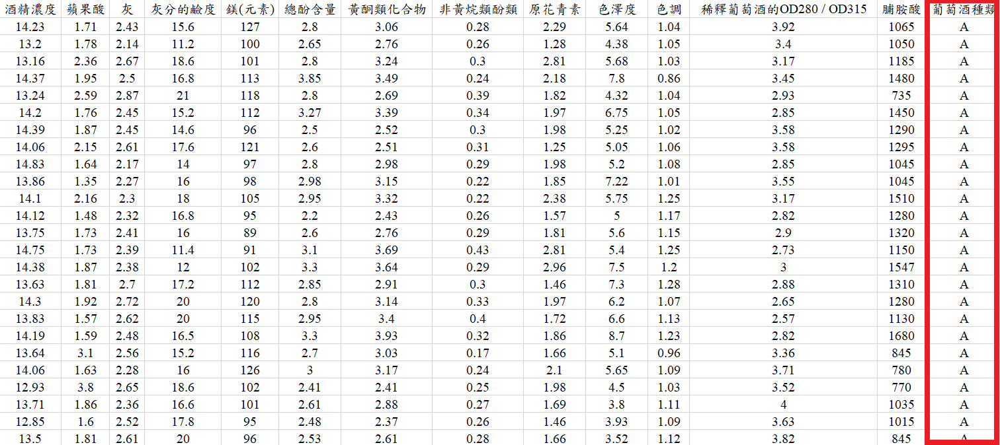 酒精濃度 蘋果酸 灰 灰分的鹼度 鎂(元素) 總酚含量 黃酮類化合物 非黃烷類酚類 原花青素 色澤度 色調 稀釋葡萄酒的OD280 / OD315 脯胺酸 葡萄酒種類
14.23 1.71 2.43 15.6 127 2.8 3.06 0.28 2.29 5.64 1.04 3.92 1065 A
13.2 1.78 2.14 11.2 100 2.65 2.76 0.26 1.28 4.38 1.05 3.4 1050 A
13.16 2.36 2.67 18.6 101 2.8 3.24 0.3 2.81 5.68 1.03 3.17 1185 A
14.37 1.95 2.5 16.8 113 3.85 3.49 0.24 2.18 7.8 0.86 3.45 1480 A
13.24 2.59 2.87 21 118 2.8 2.69 0.39 1.82 4.32 1.04 2.93 735 A
14.2 1.76 2.45 15.2 112 3.27 3.39 0.34 1.97 6.75 1.05 2.85 1450 A
14.39 1.87 2.45 14.6 96 2.5 2.52 0.3 1.98 5.25 1.02 3.58 1290 A
14.06 2.15 2.61 17.6 121 2.6 2.51 0.31 1.25 5.05 1.06 3.58 1295 A
14.83 1.64 2.17 14 97 2.8 2.98 0.29 1.98 5.2 1.08 2.85 1045 A
13.86 1.35 2.27 16 98 2.98 3.15 0.22 1.85 7.22 1.01 3.55 1045 A
14.1 2.16 2.3 18 105 2.95 3.32 0.22 2.38 5.75 1.25 3.17 1510 A
14.12 1.48 2.32 16.8 95 2.2 2.43 0.26 1.57 5 1.17 2.82 1280 A
13.75 1.73 2.41 16 89 2.6 2.76 0.29 1.81 5.6 1.15 2.9 1320 A
14.75 1.73 2.39 11.4 91 3.1 3.69 0.43 2.81 5.4 1.25 2.73 1150 A
14.38 1.87 2.38 12 102 3.3 3.64 0.29 2.96 7.5 1.2 3 1547 A
13.63 1.81 2.7 17.2 112 2.85 2.91 0.3 1.46 7.3 1.28 2.88 1310 A
14.3 1.92 2.72 20 120 2.8 3.14 0.33 1.97 6.2 1.07 2.65 1280 A
13.83 1.57 2.62 20 115 2.95 3.4 0.4 1.72 6.6 1.13 2.57 1130 A
14.19 1.59 2.48 16.5 108 3.3 3.93 0.32 1.86 8.7 1.23 2.82 1680 A
13.64 3.1 2.56 15.2 116 2.7 3.03 0.17 1.66 5.1 0.96 3.36 845 A
14.06 1.63 2.28 16 126 3 3.17 0.24 2.1 5.65 1.09 3.71 780 A
12.93 3.8 2.65 18.6 102 2.41 2.41 0.25 1.98 4.5 1.03 3.52 770 A
13.71 1.86 2.36 16.6 101 2.61 2.88 0.27 1.69 3.8 1.11 4 1035 A
12.85 1.6 2.52 17.8 95 2.48 2.37 0.26 1.46 3.93 1.09 3.63 1015 A
13.5 1.81 2.61 20 96 2.53 2.61 0.28 1.66 3.52 1.12 3.82 845 A